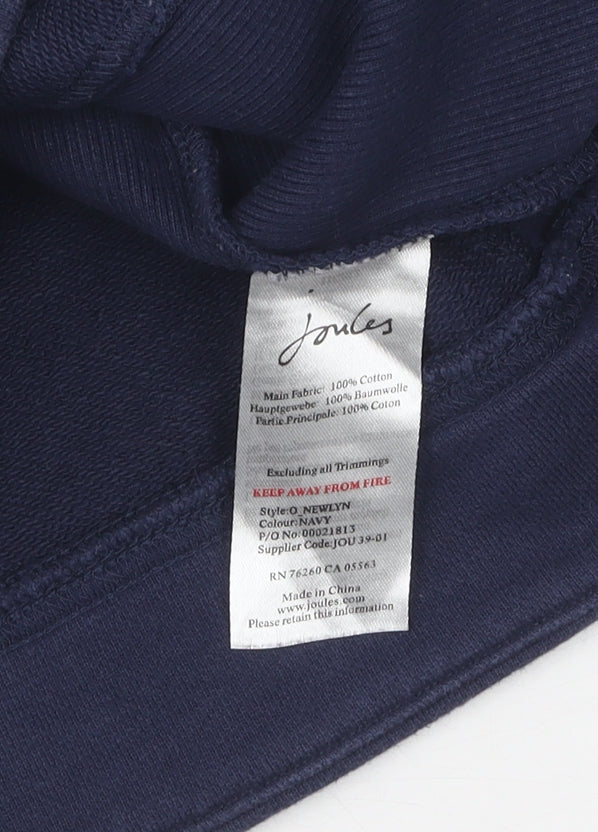 Joules
Main Fabric: 100% Cotton
Hauptgewebe: 100% Baumwolle
Partie Principale: 100% Coton
Excluding all Trimmings
KEEP AWAY FROM FIRE
Style:O_NEWLYN
Colour:NAVY
P/O No:00021813
Supplier Code:JOU 39-01
RN 76260 CA 05563
Made in China
www.joules.com
Please retain this information